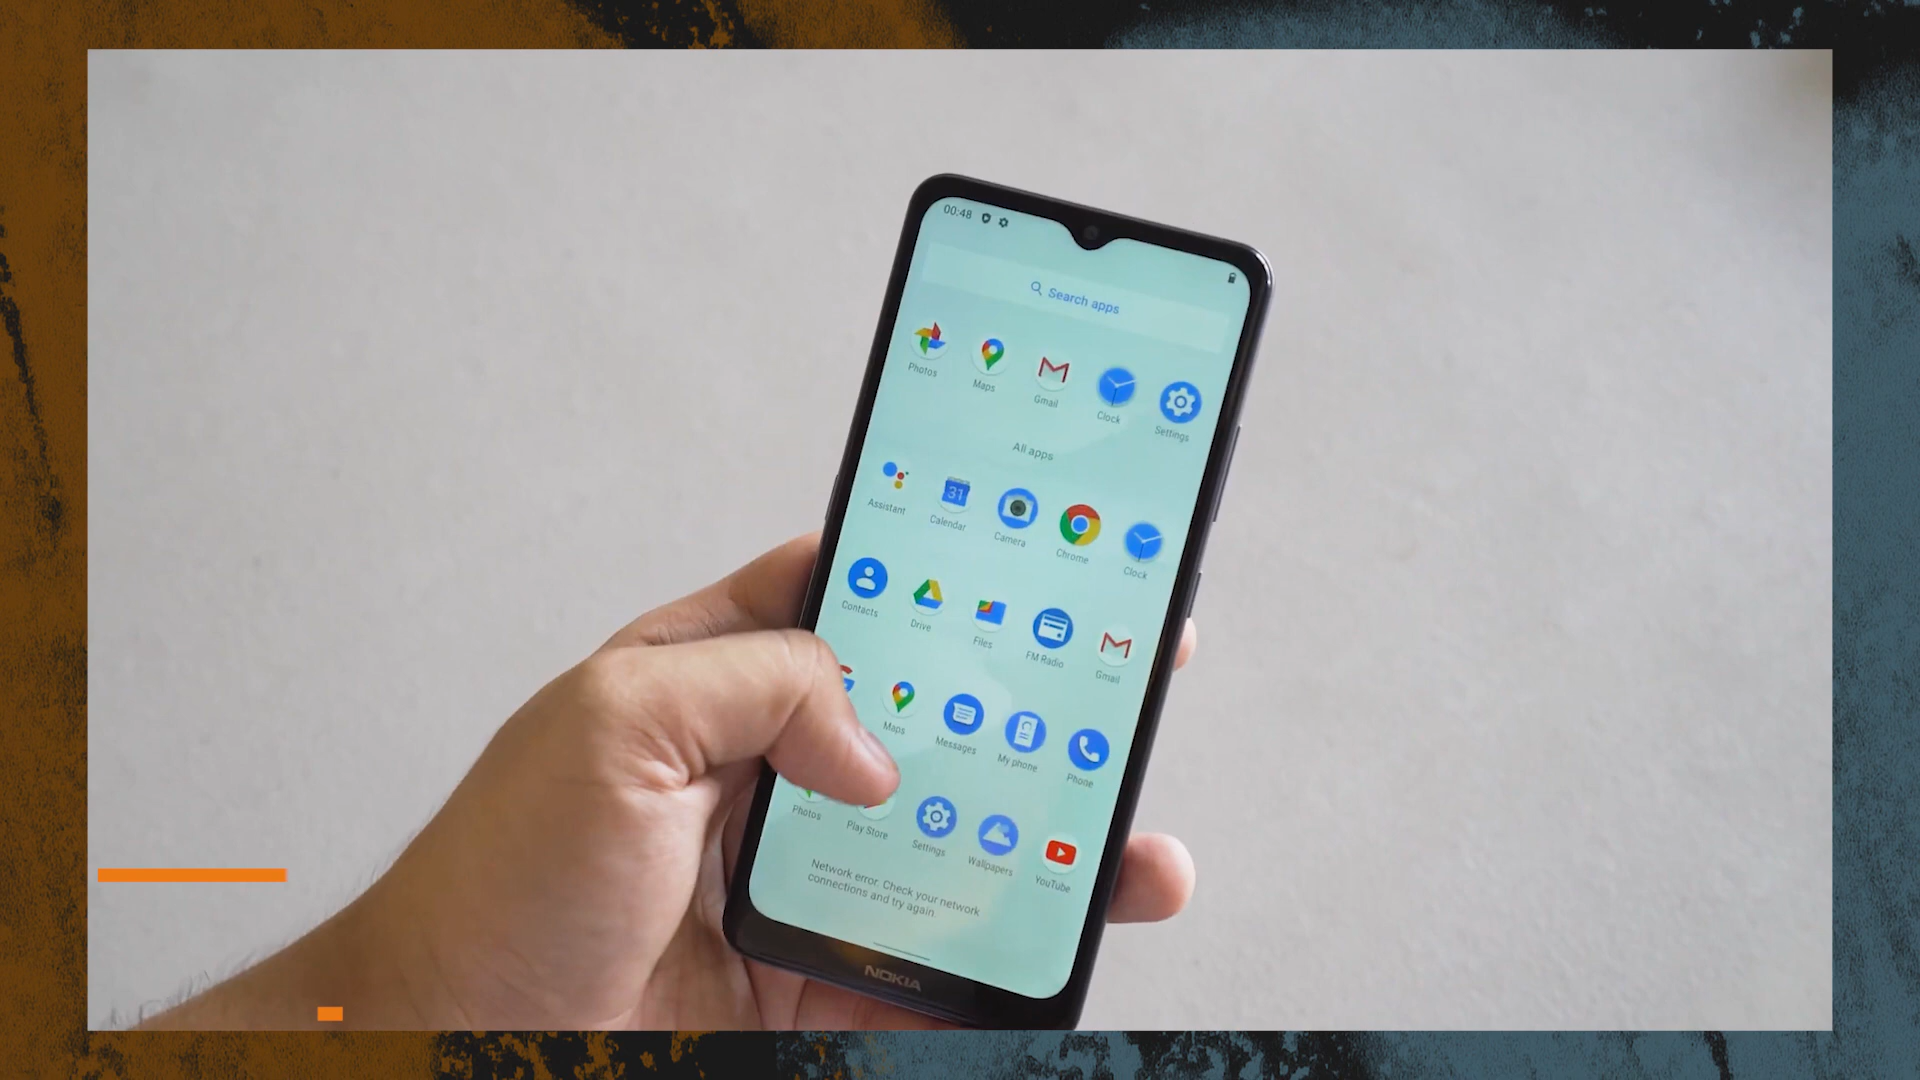 00:48
Search apps
Photos
Maps
Gmail
Clock
Settings
All apps
Assistant
31
Calendar
Camera
Chrome
Clock
Contacts
Drive
Files
FM Radio
Gmail
Maps
Messages
My phone
Phone
Photos
Play Store
Settings
Wallpapers
YouTube
Network error. Check your network
connections and try again.
NOKIA